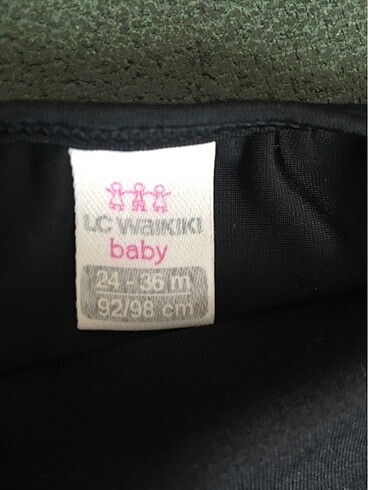 LC WAIKIKI
baby
24 - 36 m
92/98 cm